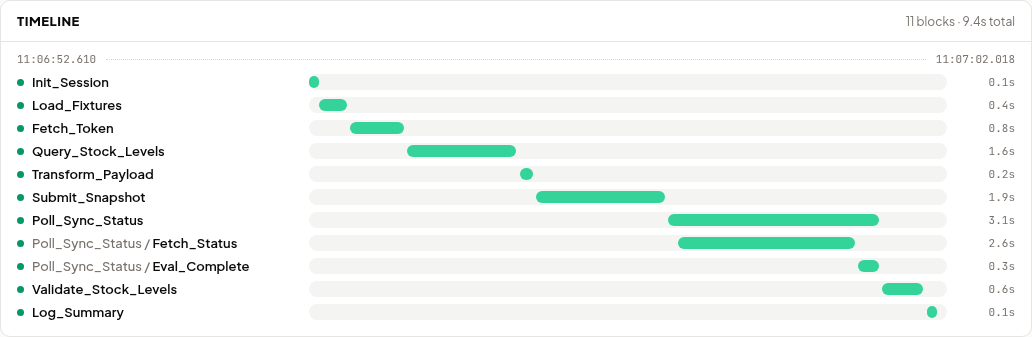 TIMELINE 11 blocks · 9.4s total
11:06:52.610 11:07:02.018
Init_Session 0.1s
Load_Fixtures 0.4s
Fetch_Token 0.8s
Query_Stock_Levels 1.6s
Transform_Payload 0.2s
Submit_Snapshot 1.9s
Poll_Sync_Status 3.1s
Poll_Sync_Status / Fetch_Status 2.6s
Poll_Sync_Status / Eval_Complete 0.3s
Validate_Stock_Levels 0.6s
Log_Summary 0.1s